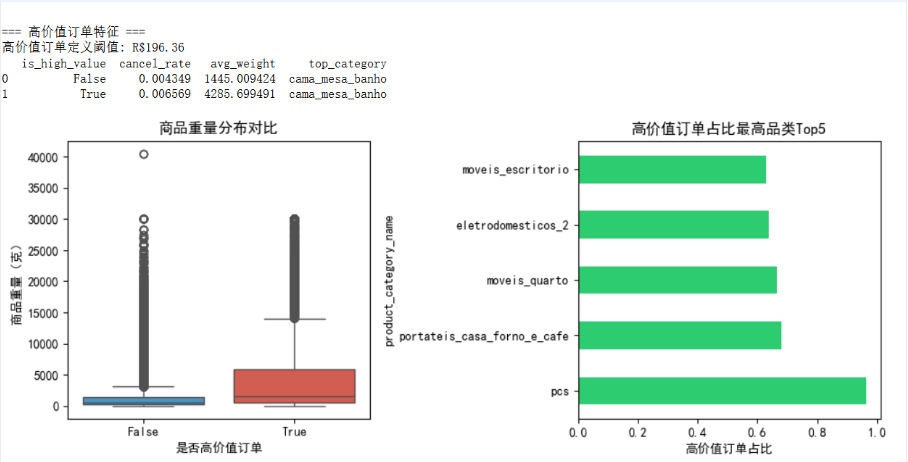 === 高价值订单特征 ===
高价值订单定义阈值: R$196.36
is_high_value cancel_rate avg_weight top_category
0 False 0.004349 1445.009424 cama_mesa_banho
1 True 0.006569 4285.699491 cama_mesa_banho
商品重量分布对比
40000
35000
30000
25000
20000
15000
10000
5000
0
商品重量（克）
False True
是否高价值订单
高价值订单占比最高品类Top5
product_category_name
moveis_escritorio
eletrodomesticos_2
moveis_quarto
portateis_casa_forno_e_cafe
pcs
0.0 0.2 0.4 0.6 0.8 1.0
高价值订单占比